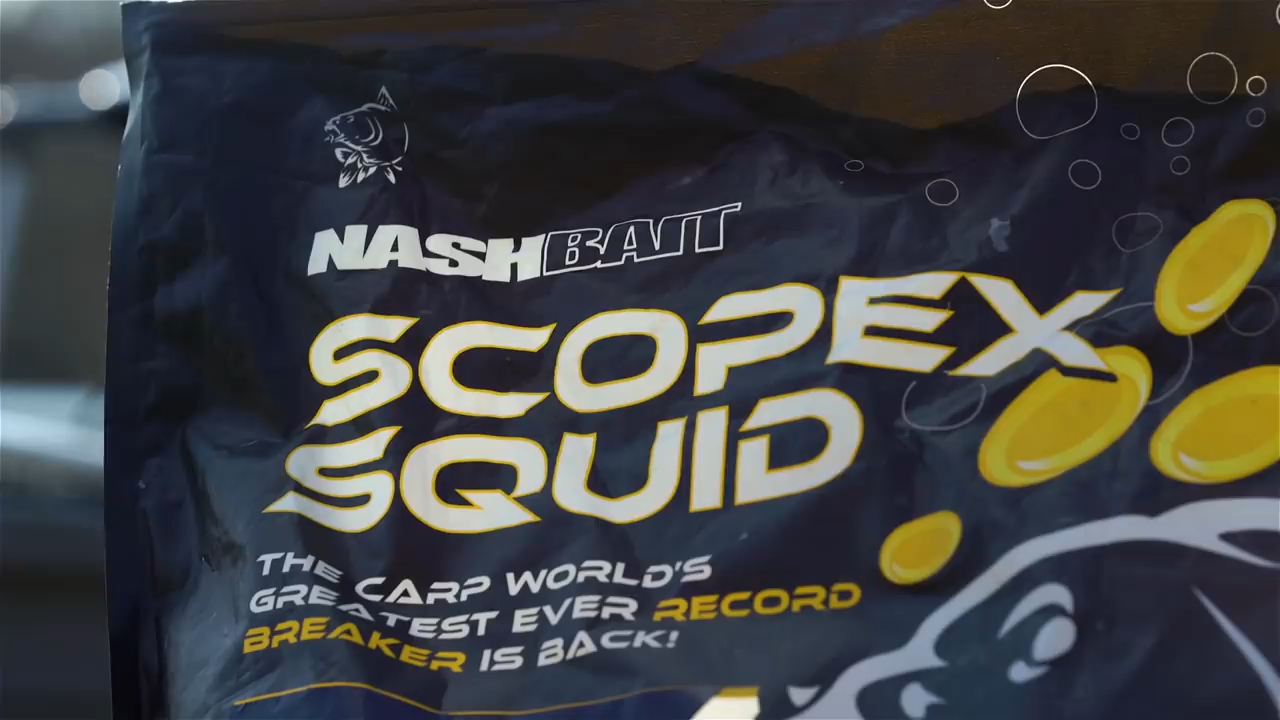 NASHBAIT
SCOPEX
SQUID
THE CARP WORLD'S
GREATEST EVER RECORD
BREAKER IS BACK!